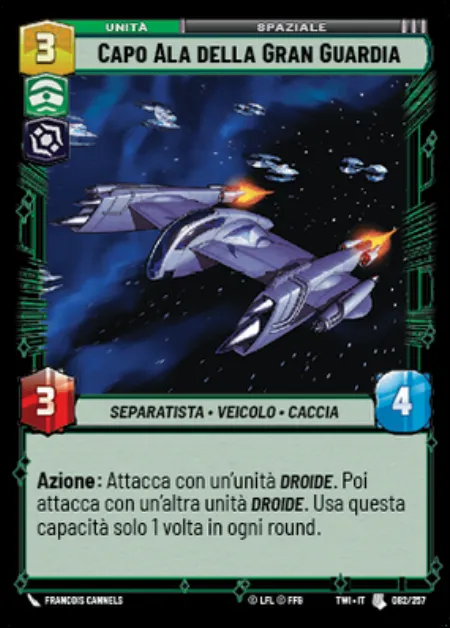 UNITÀ
SPAZIALE
3
Capo Ala della Gran Guardia
3
SEPARATISTA • VEICOLO • CACCIA
4
Azione: Attacca con un'unità DROIDE. Poi
attacca con un'altra unità DROIDE. Usa questa
capacità solo 1 volta in ogni round.
FRANCOIS CANNELS
© LFL © FFG
TWI • IT
082/257